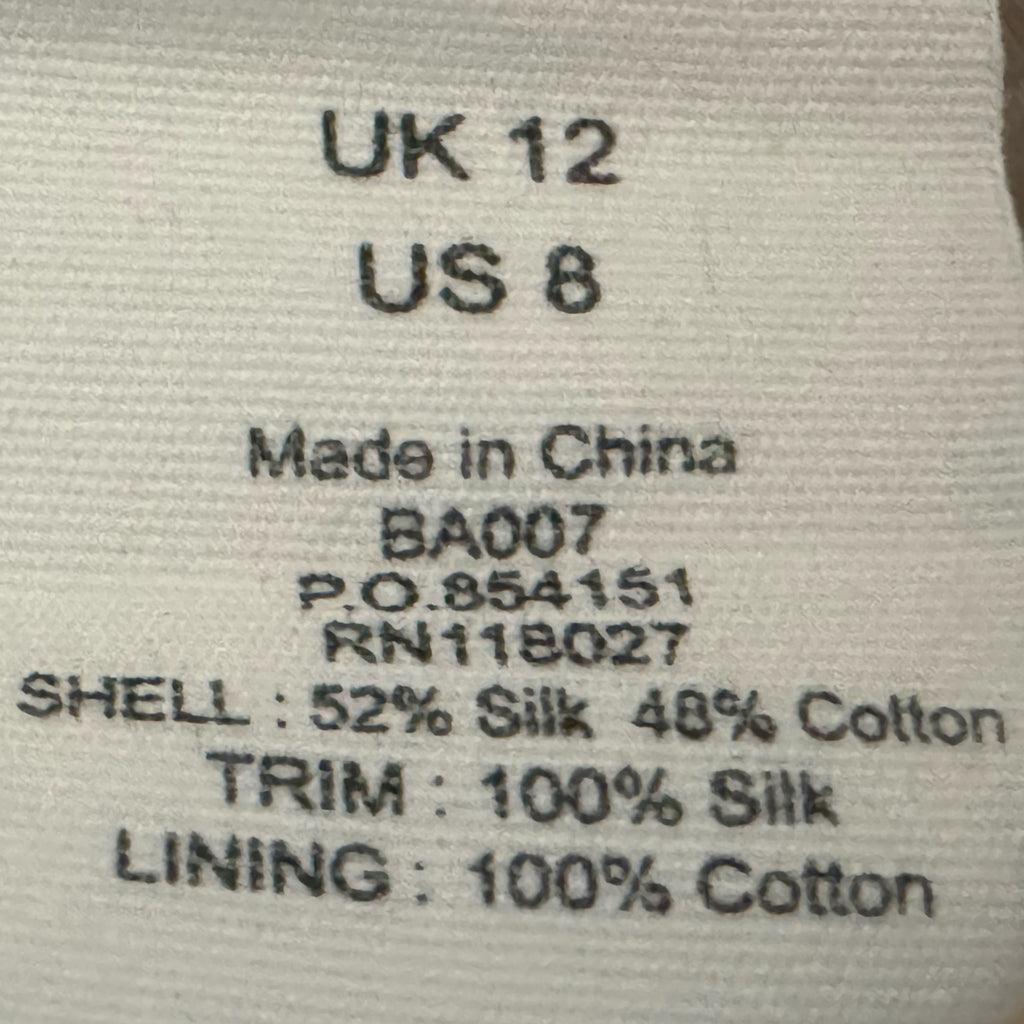 UK 12
US 8
Made in China
BA007
P.O.854151
RN118027
SHELL : 52% Silk 48% Cotton
TRIM : 100% Silk
LINING : 100% Cotton